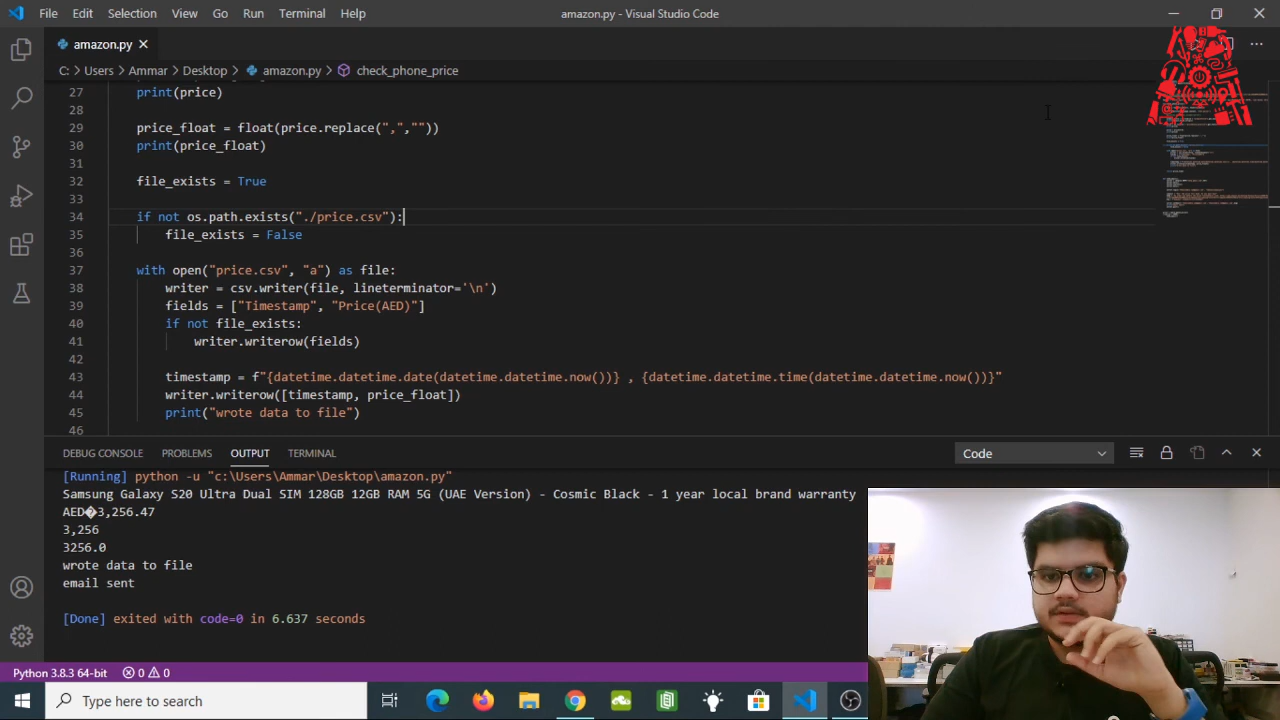 File Edit Selection View Go Run Terminal Help amazon.py - Visual Studio Code
amazon.py
C: > Users > Ammar > Desktop > amazon.py > check_phone_price
27 print(price)
28
29 price_float = float(price.replace(",",""))
30 print(price_float)
31
32 file_exists = True
33
34 if not os.path.exists("./price.csv"):
35 file_exists = False
36
37 with open("price.csv", "a") as file:
38 writer = csv.writer(file, lineterminator='\n')
39 fields = ["Timestamp", "Price(AED)"]
40 if not file_exists:
41 writer.writerow(fields)
42
43 timestamp = f"{datetime.datetime.date(datetime.datetime.now())} , {datetime.datetime.time(datetime.datetime.now())}"
44 writer.writerow([timestamp, price_float])
45 print("wrote data to file")
46
DEBUG CONSOLE PROBLEMS OUTPUT TERMINAL Code
[Running] python -u "c:\Users\Ammar\Desktop\amazon.py"
Samsung Galaxy S20 Ultra Dual SIM 128GB 12GB RAM 5G (UAE Version) - Cosmic Black - 1 year local brand warranty
AED�3,256.47
3,256
3256.0
wrote data to file
email sent
[Done] exited with code=0 in 6.637 seconds
Python 3.8.3 64-bit 0 0
Type here to search